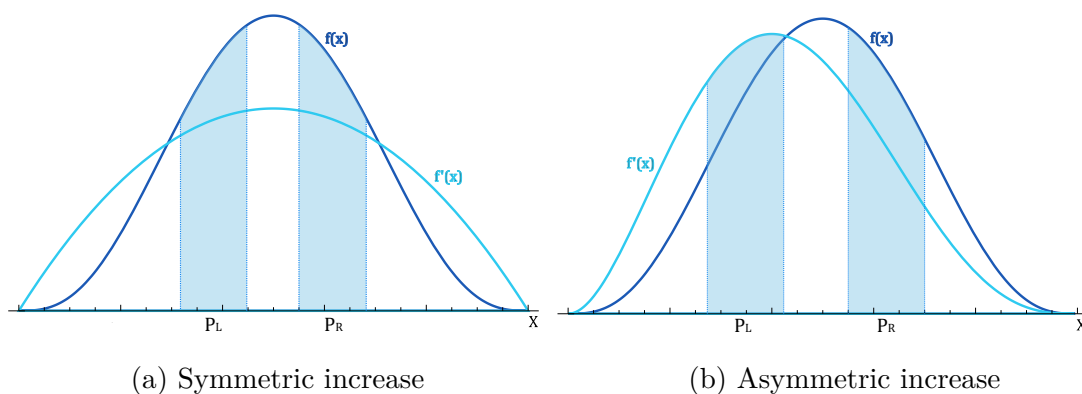 f(x)
f'(x)
PL
PR
X
(a) Symmetric increase
f(x)
f'(x)
PL
PR
X
(b) Asymmetric increase